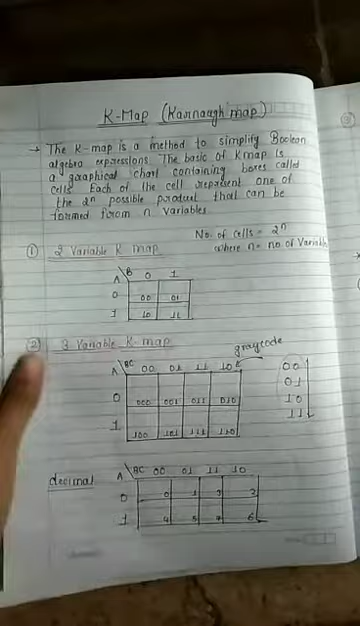 K-Map (Karnaugh map)
→ The K-map is a method to simplify Boolean
algebra expressions. The basic of K map is
a graphical chart containing boxes called
cells. Each of the cell represent one of
the 2ⁿ possible product that can be
formed from n variables.
No. of cells = 2ⁿ
where n = no of Variable
① 2 Variable K map
A B 0 1
0 00 01
1 10 11
② 3 Variable K-map
graycode
A BC 00 01 11 10
0 000 001 011 010
1 100 101 111 110
00
01
10
11
decimal
A BC 00 01 11 10
0 0 1 3 2
1 4 5 7 6